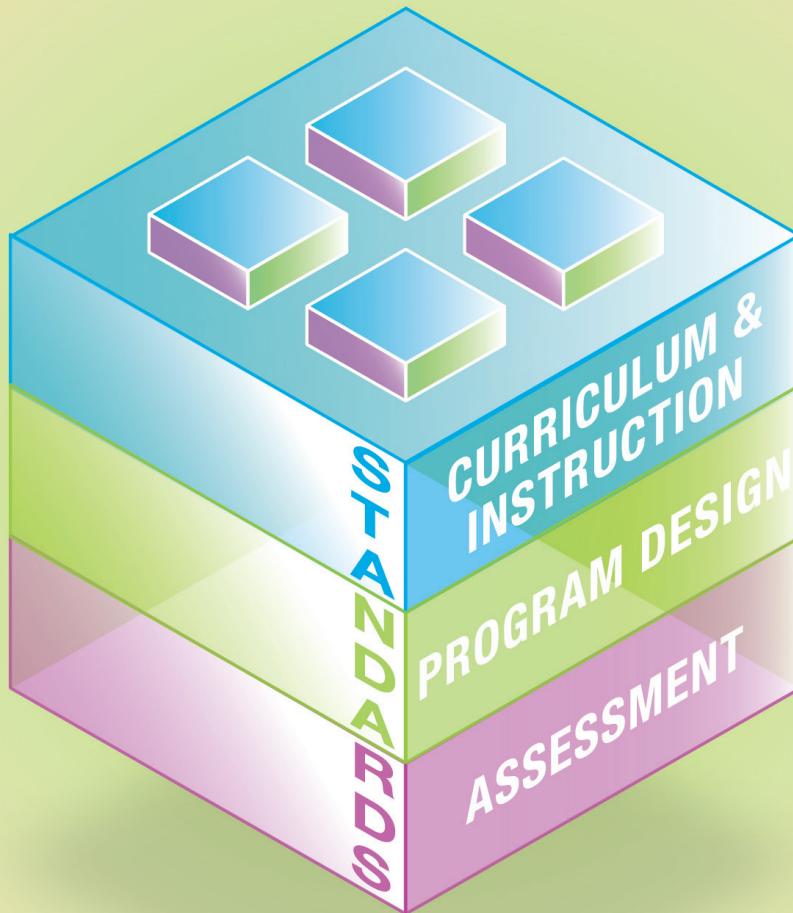 STANDARDS
CURRICULUM &
INSTRUCTION
PROGRAM DESIGN
ASSESSMENT